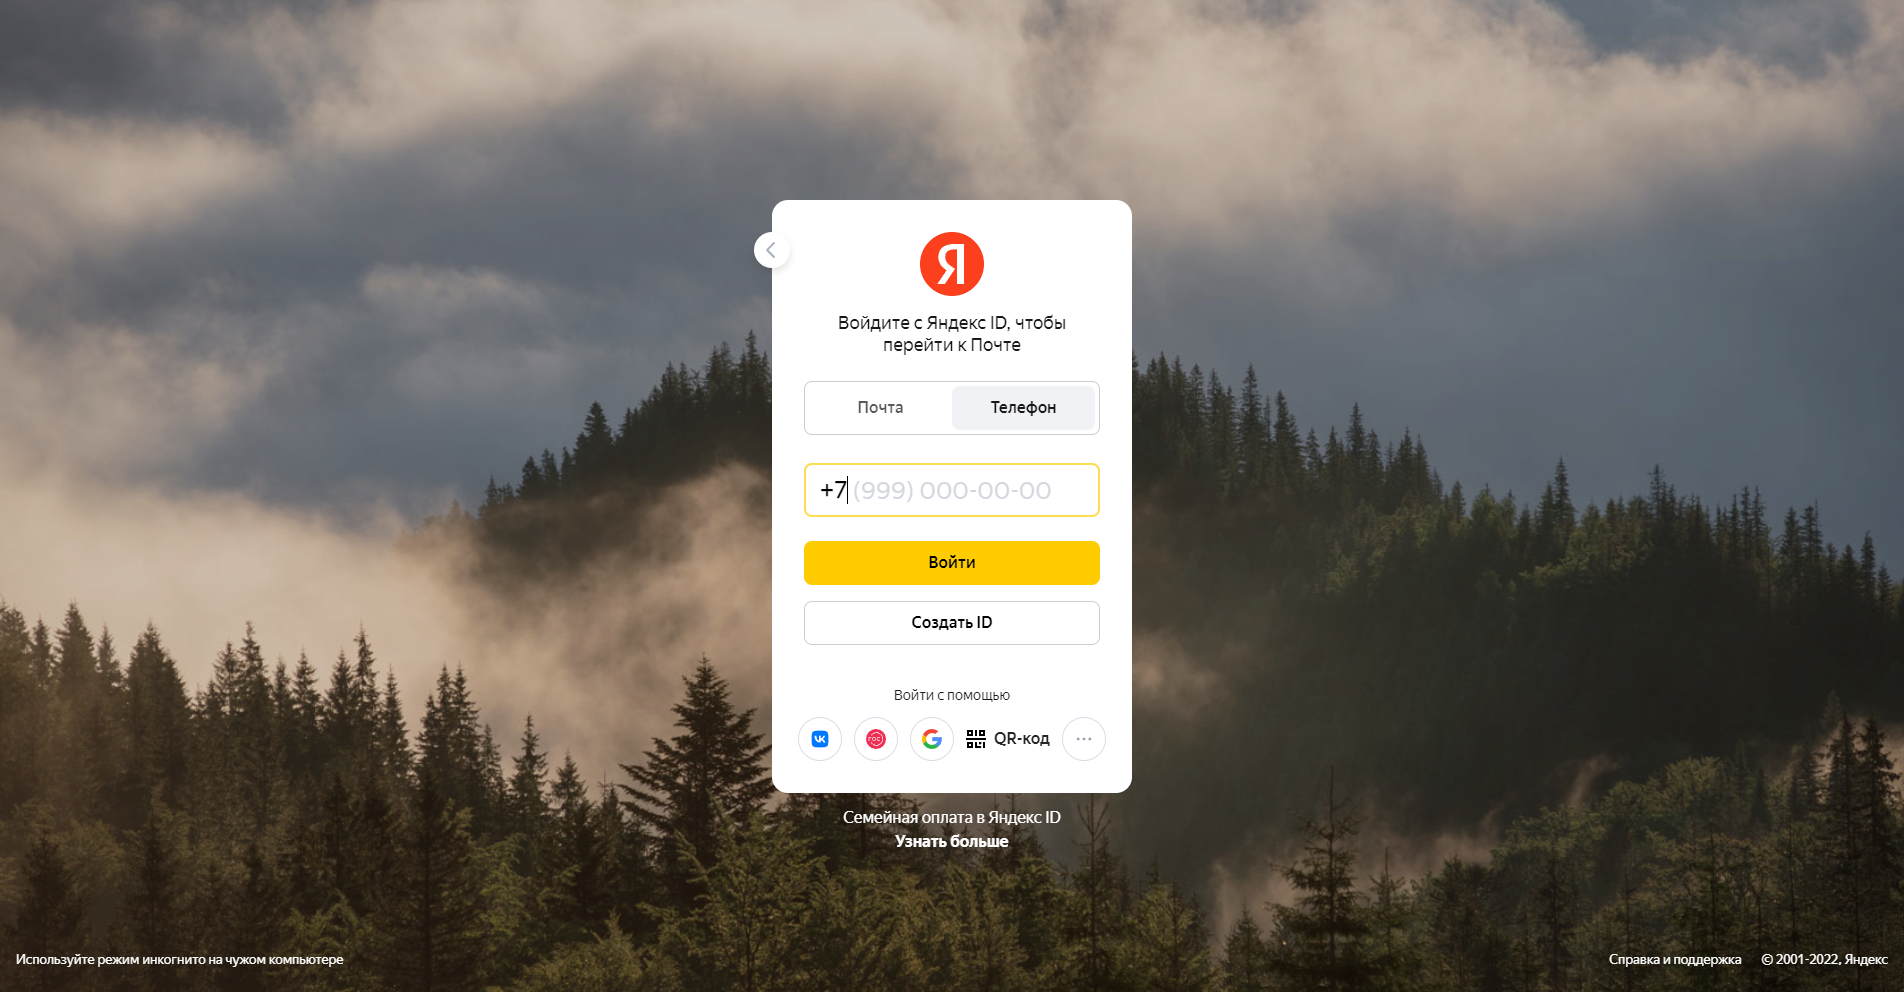 Я
Войдите с Яндекс ID, чтобы
перейти к Почте
Почта
Телефон
+7 (999) 000-00-00
Войти
Создать ID
Войти с помощью
гос
QR-код
Семейная оплата в Яндекс ID
Узнать больше
Используйте режим инкогнито на чужом компьютере
Справка и поддержка
© 2001-2022, Яндекс